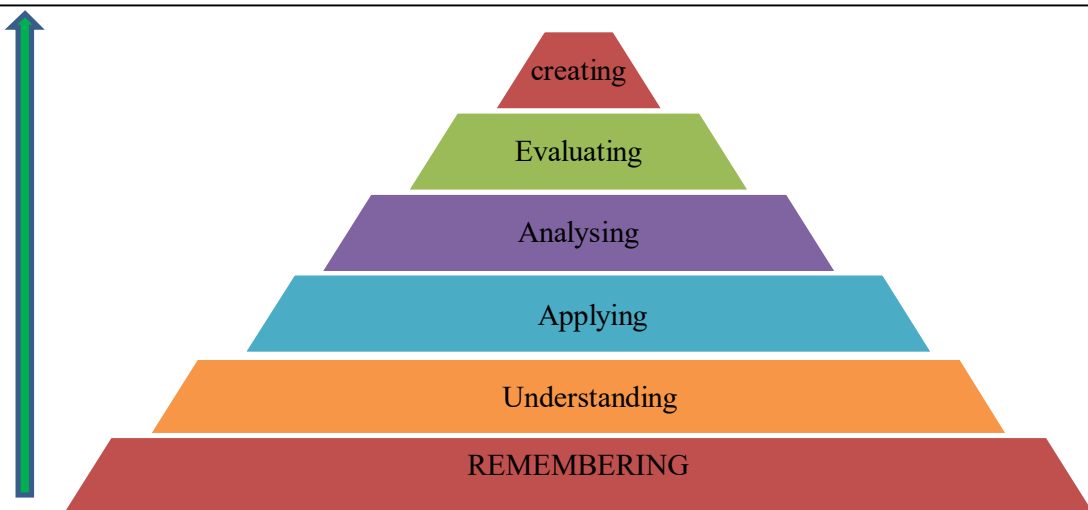 creating
Evaluating
Analysing
Applying
Understanding
REMEMBERING